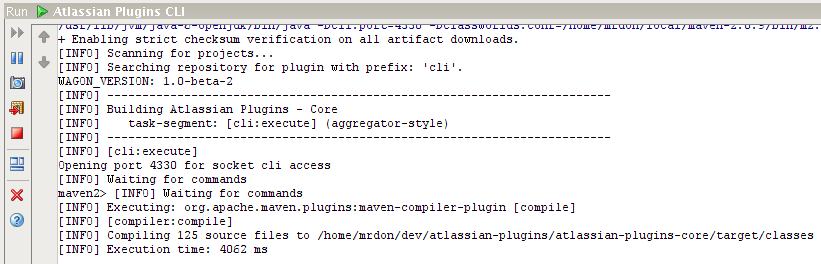 Run Atlassian Plugins CLI
/usr/lib/jvm/java-6-openjdk/bin/java -Dcli.port=4330 -Dclassworlds.conf=/home/mrdon/local/maven-2.0.9/bin/m2.
+ Enabling strict checksum verification on all artifact downloads.
[INFO] Scanning for projects...
[INFO] Searching repository for plugin with prefix: 'cli'.
WAGON_VERSION: 1.0-beta-2
[INFO] ------------------------------------------------------------------------
[INFO] Building Atlassian Plugins - Core
[INFO]    task-segment: [cli:execute] (aggregator-style)
[INFO] ------------------------------------------------------------------------
[INFO] [cli:execute]
Opening port 4330 for socket cli access
[INFO] Waiting for commands
maven2> [INFO] Waiting for commands
[INFO] Executing: org.apache.maven.plugins:maven-compiler-plugin [compile]
[INFO] [compiler:compile]
[INFO] Compiling 125 source files to /home/mrdon/dev/atlassian-plugins/atlassian-plugins-core/target/classes
[INFO] Execution time: 4062 ms